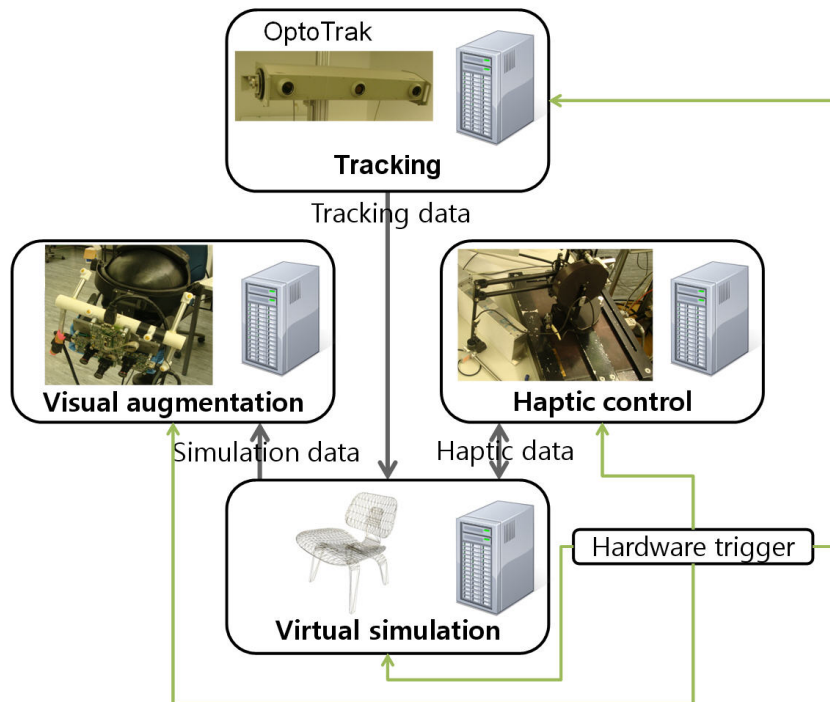 OptoTrak
Tracking
Tracking data
Visual augmentation
Haptic control
Simulation data
Haptic data
Hardware trigger
Virtual simulation